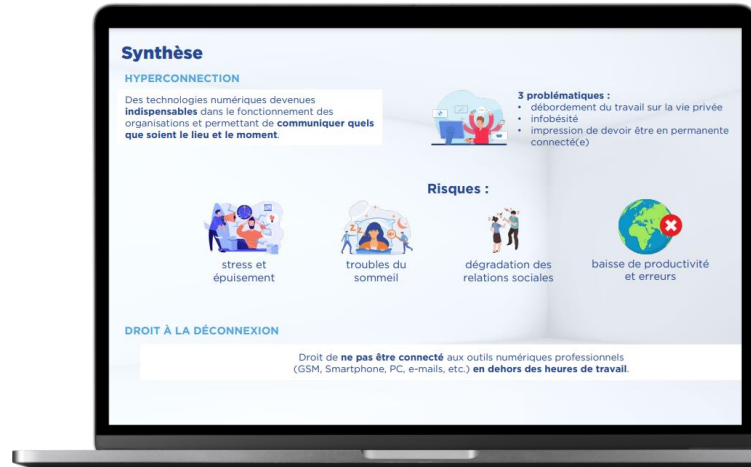 Synthèse
HYPERCONNECTION
Des technologies numériques devenues
indispensables dans le fonctionnement des
organisations et permettant de communiquer quels
que soient le lieu et le moment.
3 problématiques :
• débordement du travail sur la vie privée
• infobésité
• impression de devoir être en permanente
connecté(e)
Risques :
stress et
épuisement
troubles du
sommeil
dégradation des
relations sociales
baisse de productivité
et erreurs
DROIT À LA DÉCONNEXION
Droit de ne pas être connecté aux outils numériques professionnels
(GSM, Smartphone, PC, e-mails, etc.) en dehors des heures de travail.